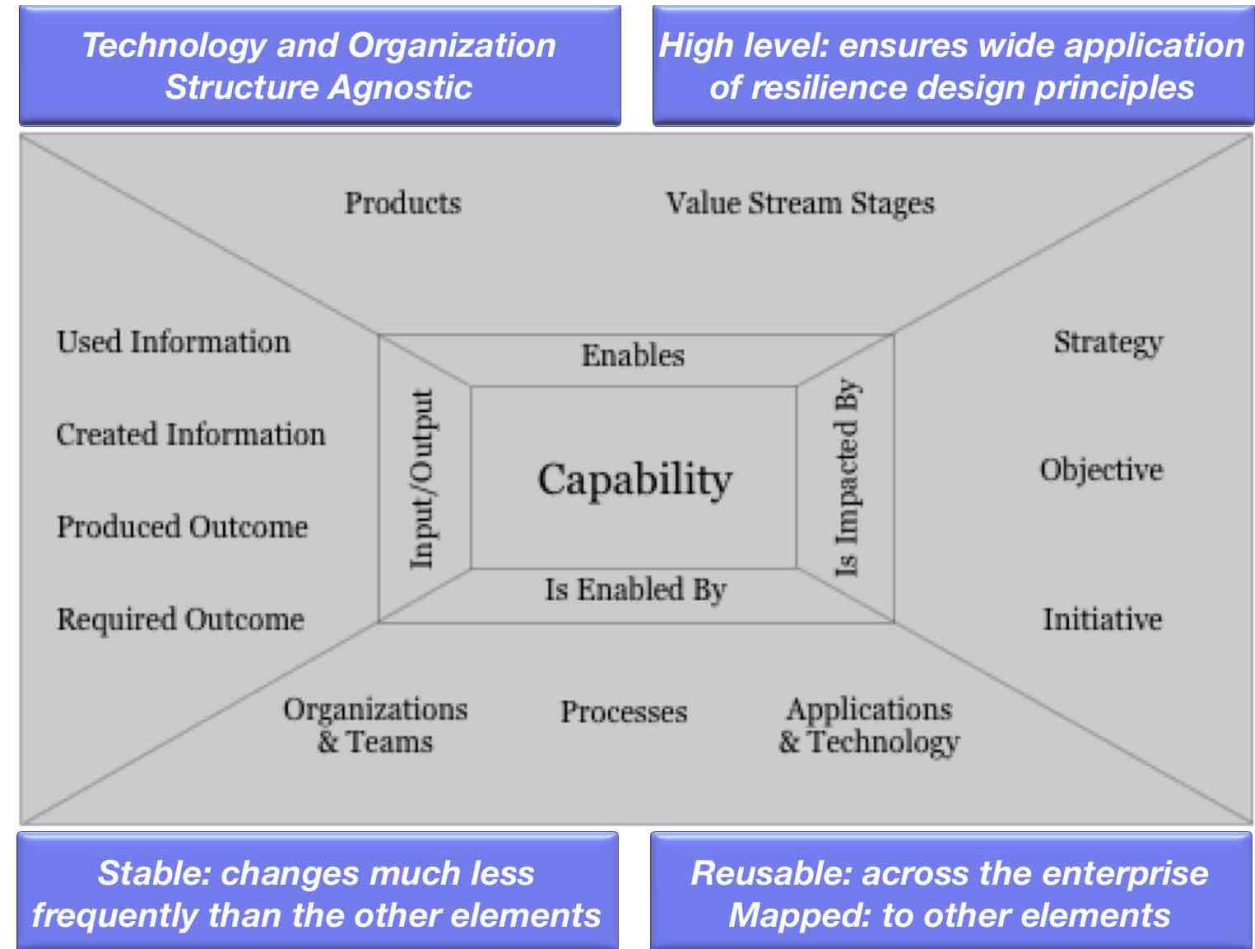 Technology and Organization
Structure Agnostic
High level: ensures wide application
of resilience design principles
Products
Value Stream Stages
Used Information
Created Information
Produced Outcome
Required Outcome
Input/Output
Enables
Capability
Is Enabled By
Is Impacted By
Strategy
Objective
Initiative
Organizations
& Teams
Processes
Applications
& Technology
Stable: changes much less
frequently than the other elements
Reusable: across the enterprise
Mapped: to other elements